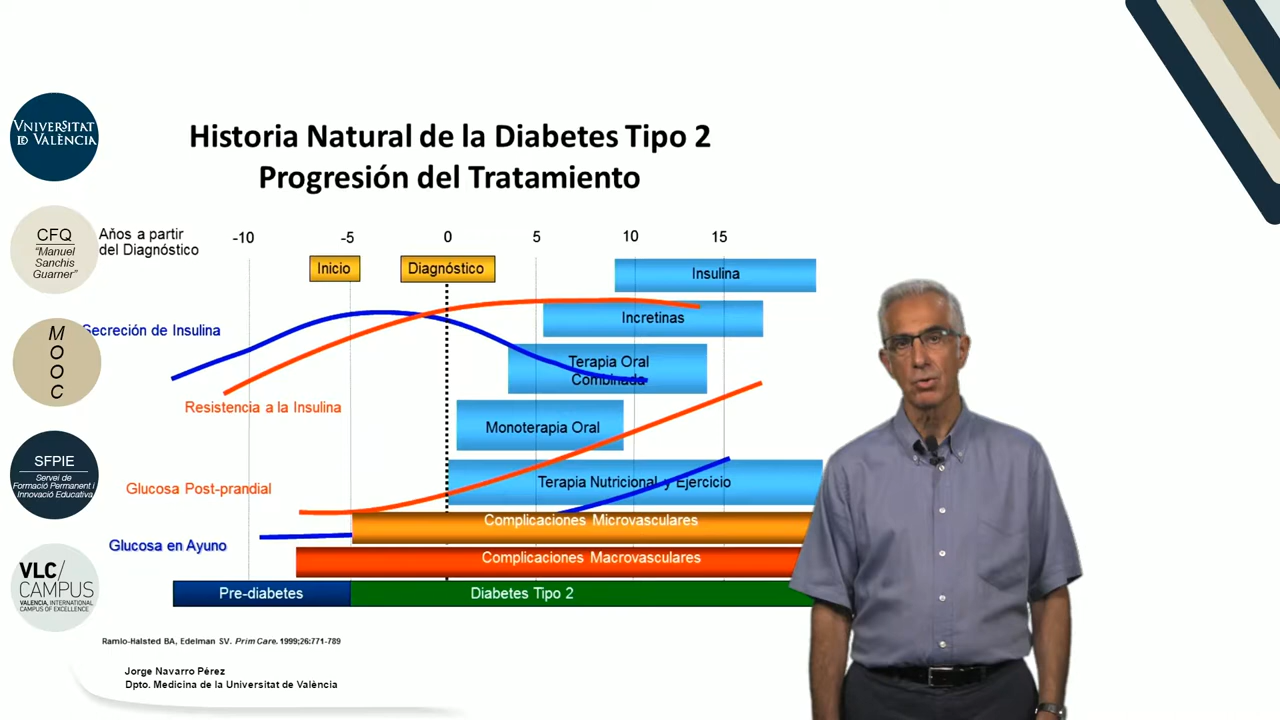 Historia Natural de la Diabetes Tipo 2
Progresión del Tratamiento
VNIVERSITAT
ID VALÈNCIA
CFQ
"Manuel
Sanchis
Guarner"
M
O
O
C
SFPIE
Servei de
Formació Permanent i
Innovació Educativa
VLC/
CAMPUS
VALENCIA, INTERNATIONAL
CAMPUS OF EXCELLENCE
Años a partir
del Diagnóstico
-10
-5
0
5
10
15
Inicio
Diagnóstico
Insulina
Incretinas
Secreción de Insulina
Terapia Oral
Combinada
Resistencia a la Insulina
Monoterapia Oral
Glucosa Post-prandial
Terapia Nutricional y Ejercicio
Complicaciones Microvasculares
Glucosa en Ayuno
Complicaciones Macrovasculares
Pre-diabetes
Diabetes Tipo 2
Ramlo-Halsted BA, Edelman SV. Prim Care. 1999;26:771-789
Jorge Navarro Pérez
Dpto. Medicina de la Universitat de València